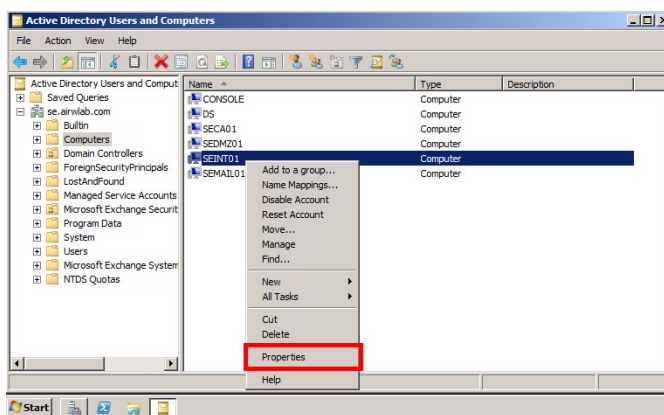 Active Directory Users and Computers
File Action View Help
Active Directory Users and Comput
Saved Queries
se.airwlab.com
Builtin
Computers
Domain Controllers
ForeignSecurityPrincipals
LostAndFound
Managed Service Accounts
Microsoft Exchange Securit
Program Data
System
Users
Microsoft Exchange System
NTDS Quotas
Name Type Description
CONSOLE Computer
DS Computer
SECA01 Computer
SEDMZ01 Computer
SEINT01 Computer
SEMAIL01 Computer
Add to a group...
Name Mappings...
Disable Account
Reset Account
Move...
Manage
Find...
New
All Tasks
Cut
Delete
Properties
Help
Start